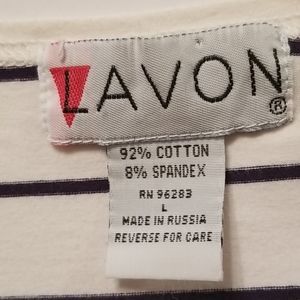 LAVON
®
92% COTTON
8% SPANDEX
RN 96283
L
MADE IN RUSSIA
REVERSE FOR CARE